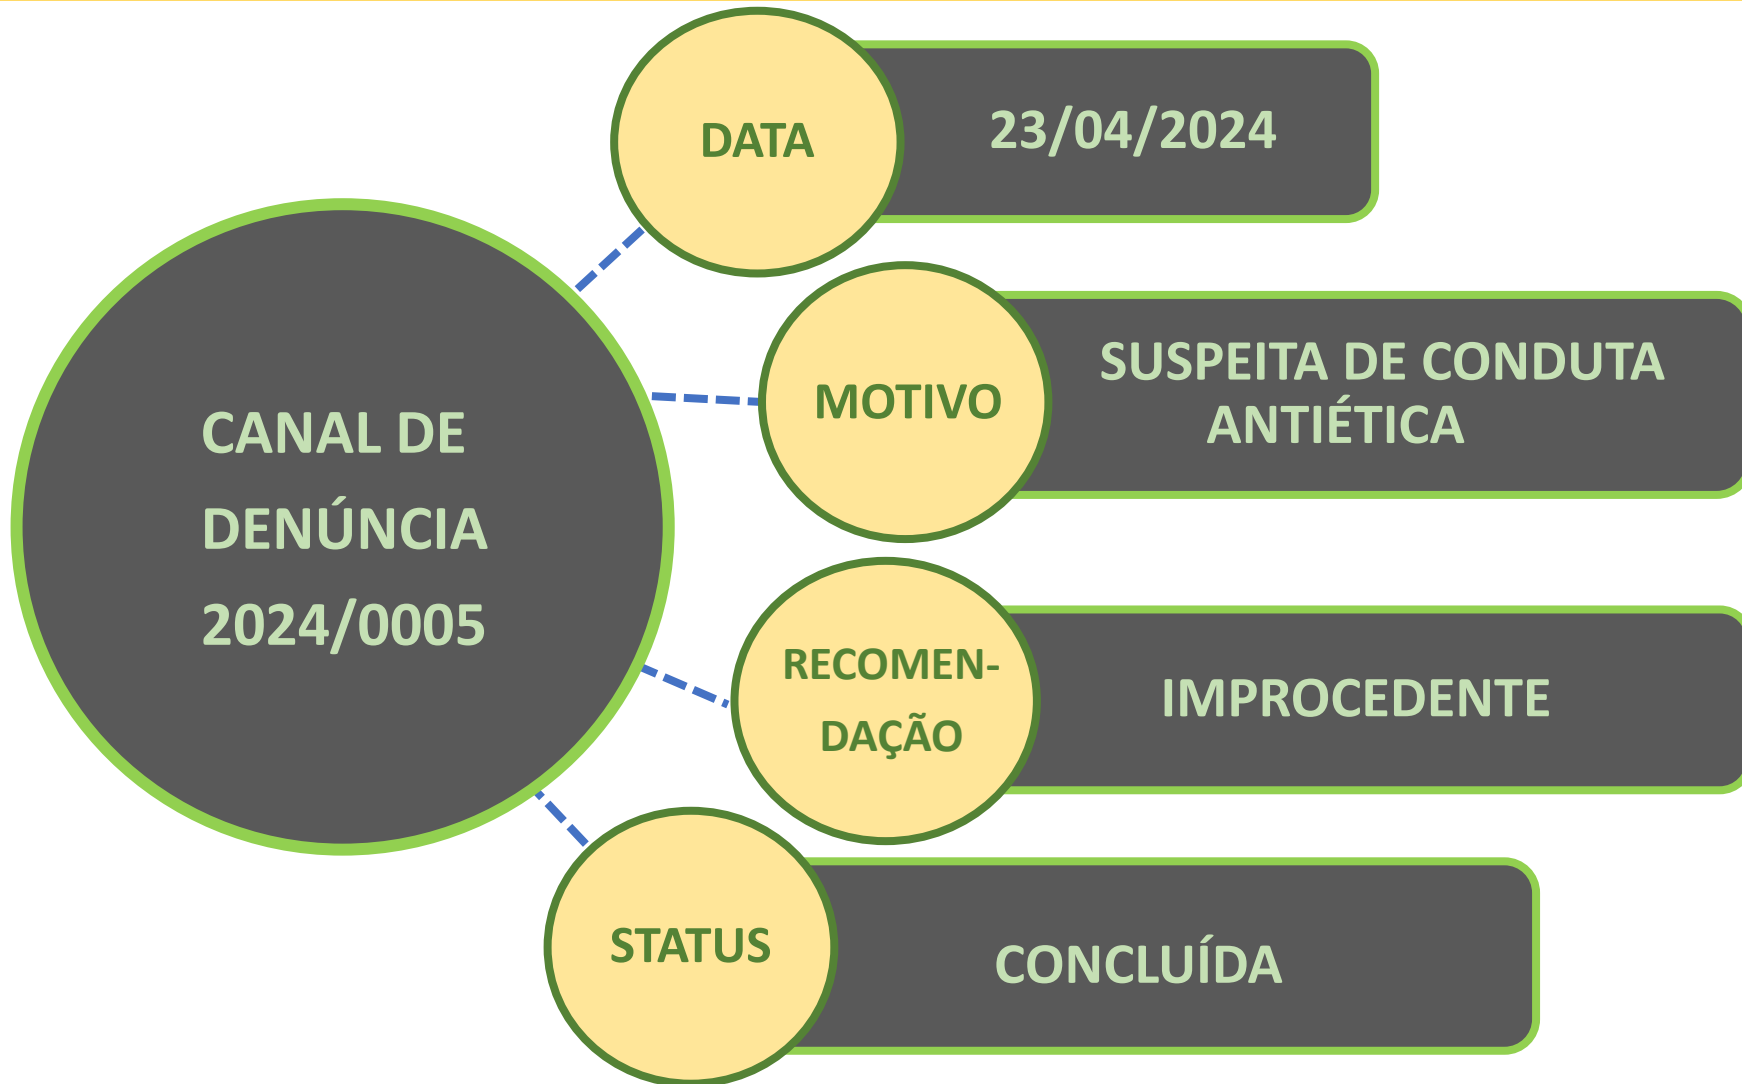 CANAL DE
DENÚNCIA
2024/0005
DATA
23/04/2024
MOTIVO
SUSPEITA DE CONDUTA
ANTIÉTICA
RECOMEN-
DAÇÃO
IMPROCEDENTE
STATUS
CONCLUÍDA